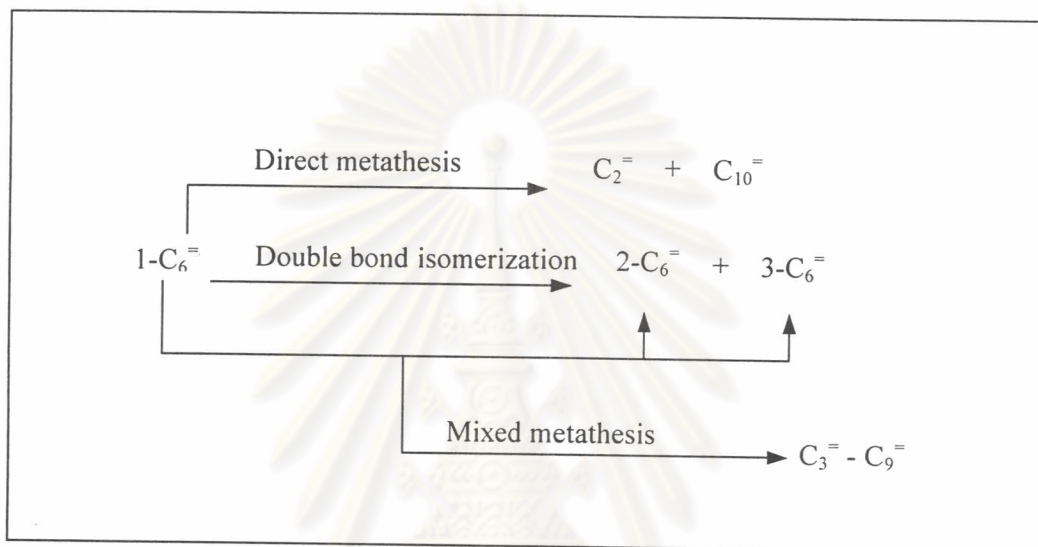 Direct metathesis C₂⁼ + C₁₀⁼
1-C₆⁼ Double bond isomerization 2-C₆⁼ + 3-C₆⁼
Mixed metathesis C₃⁼ - C₉⁼